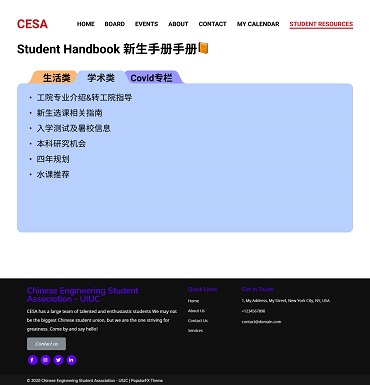 CESA
HOME BOARD EVENTS ABOUT CONTACT MY CALENDAR STUDENT RESOURCES
Student Handbook 新生手册手册📙
生活类 学术类 Covid专栏
• 工院专业介绍&转工院指导
• 新生选课相关指南
• 入学测试及暑校信息
• 本科研究机会
• 四年规划
• 水课推荐
Chinese Engineering Student
Association - UIUC
CESA has a large team of talented and enthusiastic students We may not
be the biggest Chinese student union, but we are the one striving for
greatness. Come by and say hello!
Contact us
Quick Links
Home
About Us
Contact Us
Services
Get In Touch
1, My Address, My Street, New York City, NY, USA
+1234567890
contact@domain.com
© 2020 Chinese Engineering Student Association - UIUC | PopularFX Theme